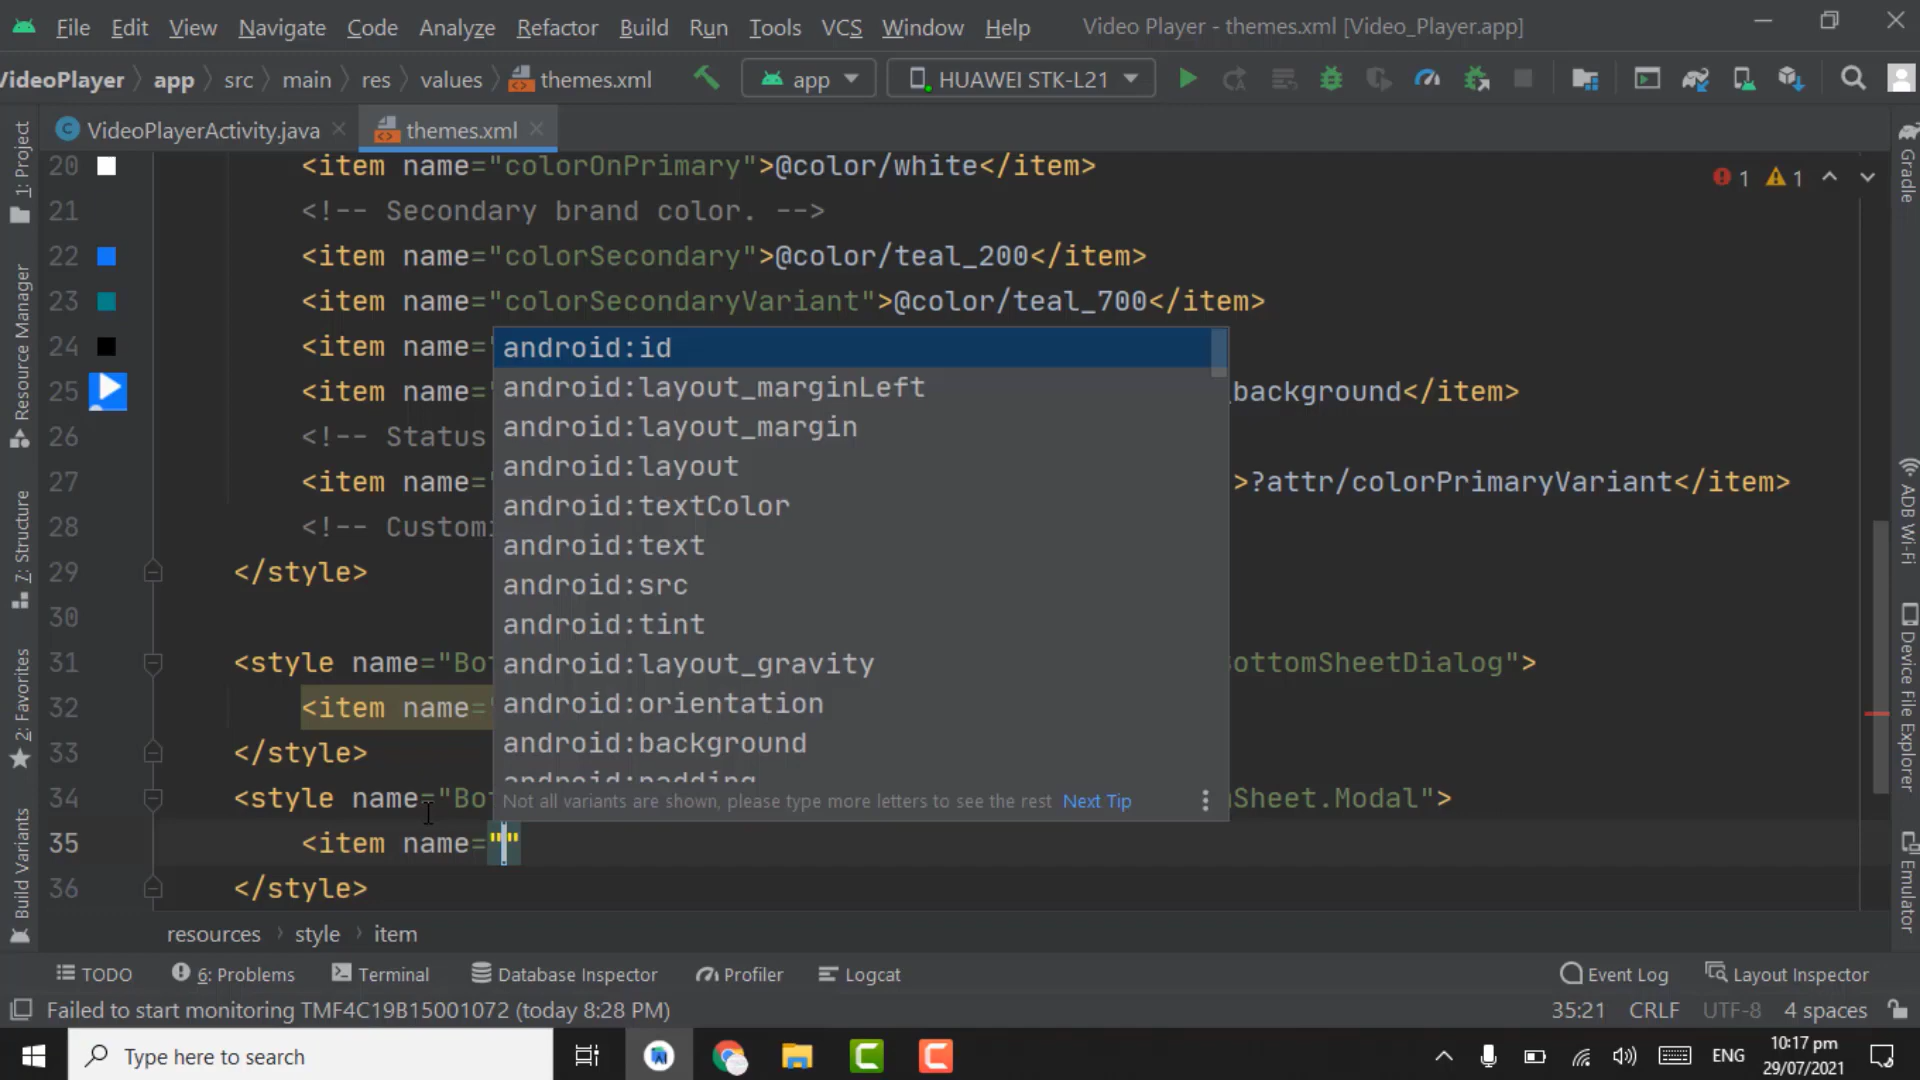 File Edit View Navigate Code Analyze Refactor Build Run Tools VCS Window Help Video Player - themes.xml [Video_Player.app]
VideoPlayer app src main res values themes.xml app HUAWEI STK-L21
VideoPlayerActivity.java themes.xml
20 <item name="colorOnPrimary">@color/white</item>
21 <!-- Secondary brand color. -->
22 <item name="colorSecondary">@color/teal_200</item>
23 <item name="colorSecondaryVariant">@color/teal_700</item>
24 <item name=
25 <item name= background</item>
26 <!-- Status
27 <item name= >?attr/colorPrimaryVariant</item>
28 <!-- Customi
29 </style>
30
31 <style name="Bot ottomSheetDialog">
32 <item name=
33 </style>
34 <style name="Bot Sheet.Modal">
35 <item name=""
36 </style>
android:id
android:layout_marginLeft
android:layout_margin
android:layout
android:textColor
android:text
android:src
android:tint
android:layout_gravity
android:orientation
android:background
android:padding
Not all variants are shown, please type more letters to see the rest Next Tip
1 1
1: Project
Resource Manager
7: Structure
2: Favorites
Build Variants
Gradle
ADB Wi-Fi
Device File Explorer
Emulator
resources style item
TODO 6: Problems Terminal Database Inspector Profiler Logcat Event Log Layout Inspector
Failed to start monitoring TMF4C19B15001072 (today 8:28 PM) 35:21 CRLF UTF-8 4 spaces
Type here to search ENG 10:17 pm
29/07/2021